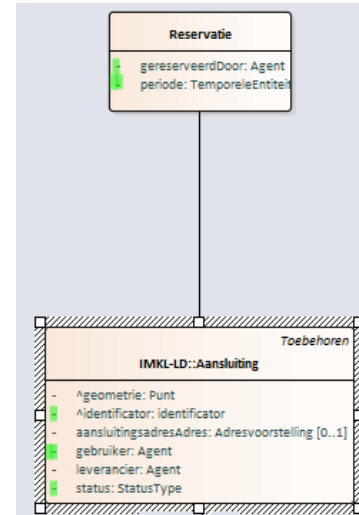 Reservatie
- gereserveerdDoor: Agent
- periode: TemporeleEntiteit
Toebehoren
IMKL-LD::Aansluiting
- ^geometrie: Punt
- ^identificator: identificator
- aansluitingsadresAdres: Adresvoorstelling [0..1]
- gebruiker: Agent
- leverancier: Agent
- status: StatusType